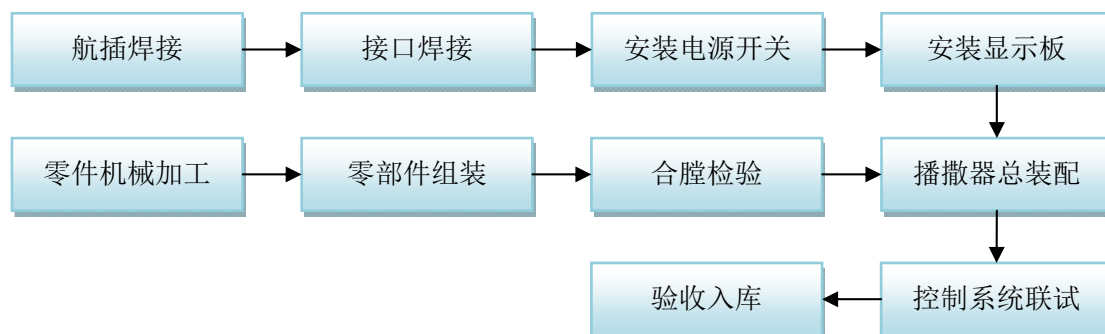 航插焊接
接口焊接
安装电源开关
安装显示板
零件机械加工
零部件组装
合膛检验
播撒器总装配
验收入库
控制系统联试